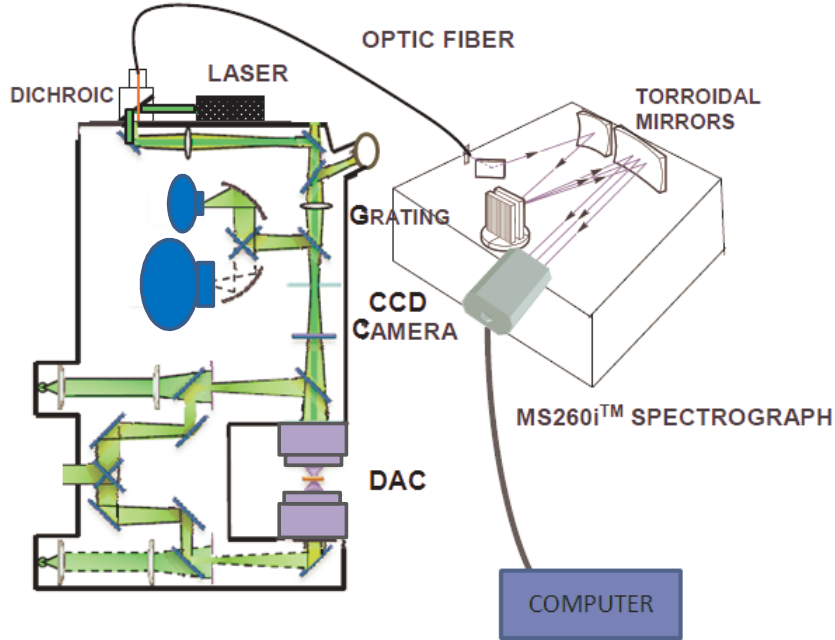 OPTIC FIBER
LASER
DICHROIC
TORROIDAL
MIRRORS
GRATING
CCD
CAMERA
MS260iTM SPECTROGRAPH
DAC
COMPUTER